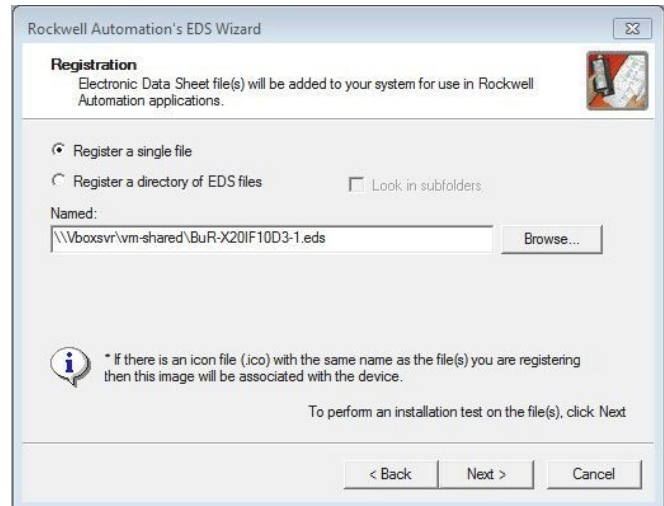 Rockwell Automation's EDS Wizard
Registration
Electronic Data Sheet file(s) will be added to your system for use in Rockwell
Automation applications.
Register a single file
Register a directory of EDS files
Look in subfolders
Named:
\\Vboxsvr\vm-shared\BuR-X20IF10D3-1.eds
Browse...
* If there is an icon file (.ico) with the same name as the file(s) you are registering
then this image will be associated with the device.
To perform an installation test on the file(s), click Next
< Back
Next >
Cancel